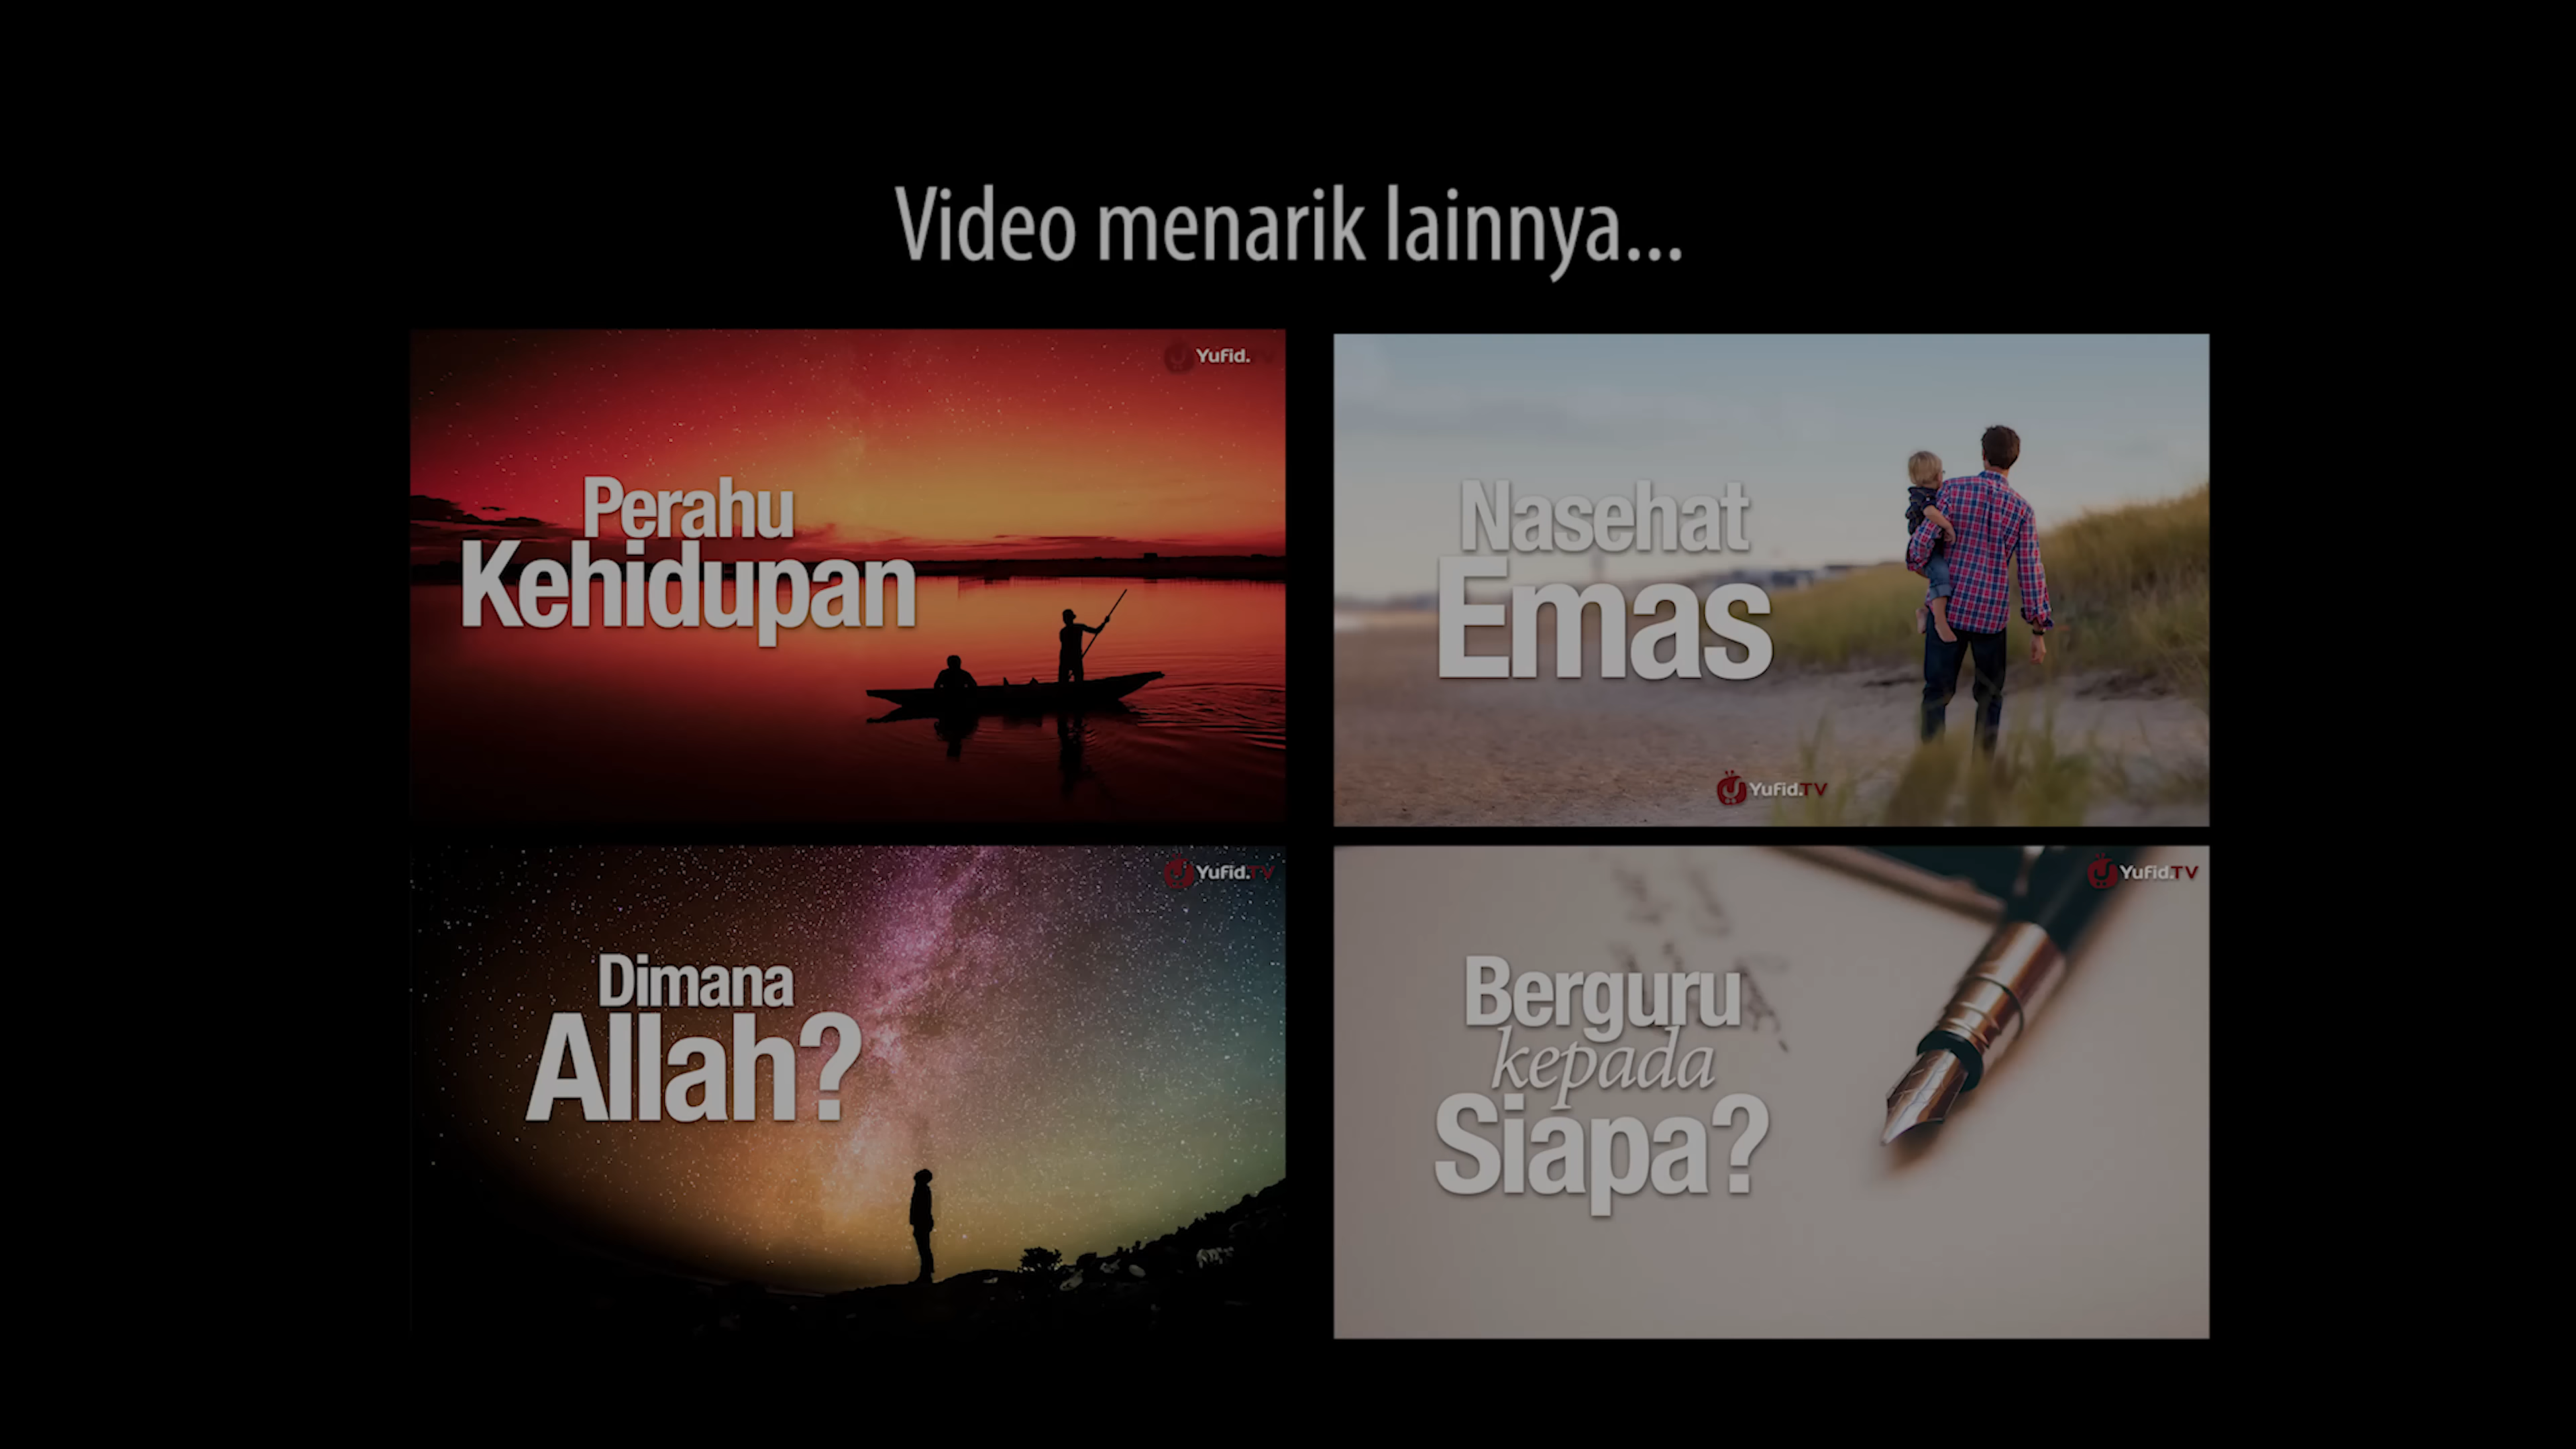 Video menarik lainnya...
Yufid.TV
Perahu
Kehidupan
Nasehat
Emas
Yufid.TV
Yufid.TV
Dimana
Allah?
Yufid.TV
Berguru
kepada
Siapa?